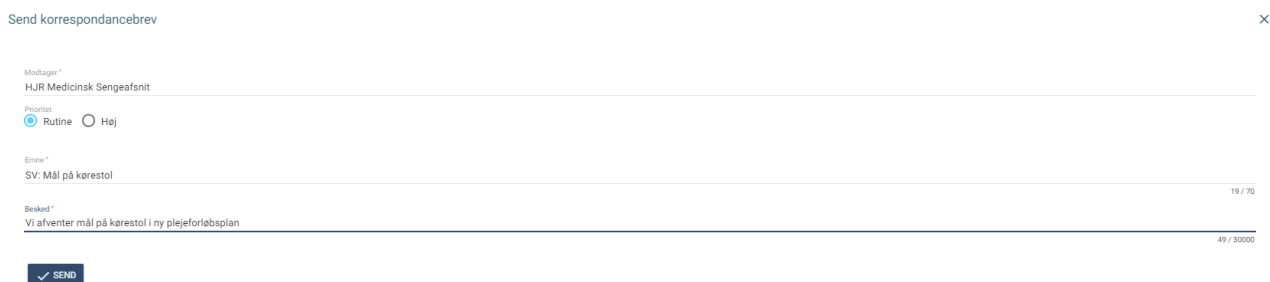 Send korrespondancebrev
Modtager *
HJR Medicinsk Sengeafsnit
Prioritet
Rutine Høj
Emne *
SV: Mål på kørestol
19 / 70
Besked *
Vi afventer mål på kørestol i ny plejeforløbsplan
49 / 30000
SEND